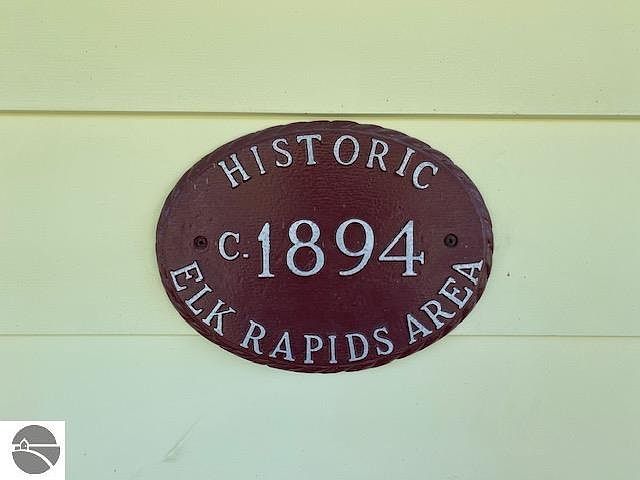 HISTORIC
C. 1894
ELK RAPIDS AREA